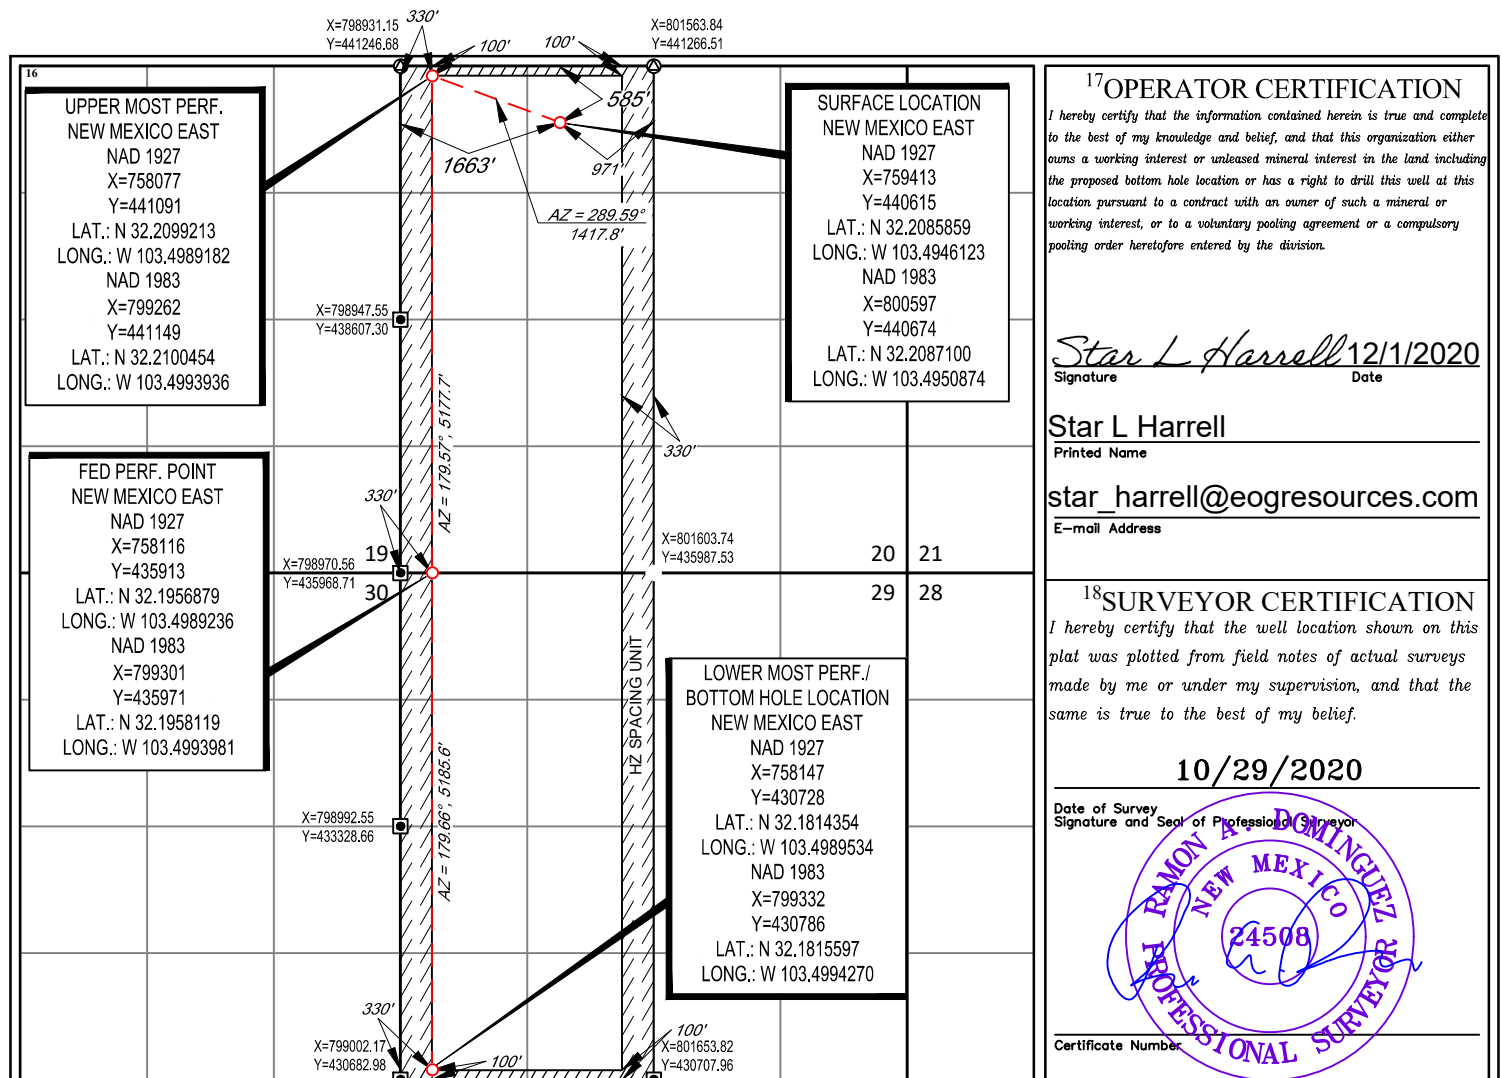 X=798931.15
Y=441246.68
330'
100'
100'
X=801563.84
Y=441266.51
16
UPPER MOST PERF.
NEW MEXICO EAST
NAD 1927
X=758077
Y=441091
LAT.: N 32.2099213
LONG.: W 103.4989182
NAD 1983
X=799262
Y=441149
LAT.: N 32.2100454
LONG.: W 103.4993936
585'
1663'
971'
AZ = 289.59°
1417.8'
SURFACE LOCATION
NEW MEXICO EAST
NAD 1927
X=759413
Y=440615
LAT.: N 32.2085859
LONG.: W 103.4946123
NAD 1983
X=800597
Y=440674
LAT.: N 32.2087100
LONG.: W 103.4950874
X=798947.55
Y=438607.30
AZ = 179.57°, 5177.7'
330'
FED PERF. POINT
NEW MEXICO EAST
NAD 1927
X=758116
Y=435913
LAT.: N 32.1956879
LONG.: W 103.4989236
NAD 1983
X=799301
Y=435971
LAT.: N 32.1958119
LONG.: W 103.4993981
330'
X=798970.56
Y=435968.71
19
30
X=801603.74
Y=435987.53
20
21
29
28
HZ SPACING UNIT
LOWER MOST PERF./
BOTTOM HOLE LOCATION
NEW MEXICO EAST
NAD 1927
X=758147
Y=430728
LAT.: N 32.1814354
LONG.: W 103.4989534
NAD 1983
X=799332
Y=430786
LAT.: N 32.1815597
LONG.: W 103.4994270
X=798992.55
Y=433328.66
AZ = 179.66°, 5185.6'
330'
X=799002.17
Y=430682.98
100'
100'
X=801653.82
Y=430707.96
17OPERATOR CERTIFICATION
I hereby certify that the information contained herein is true and complete
to the best of my knowledge and belief, and that this organization either
owns a working interest or unleased mineral interest in the land including
the proposed bottom hole location or has a right to drill this well at this
location pursuant to a contract with an owner of such a mineral or
working interest, or to a voluntary pooling agreement or a compulsory
pooling order heretofore entered by the division.
Star L Harrell 12/1/2020
Signature Date
Star L Harrell
Printed Name
star_harrell@eogresources.com
E-mail Address
18SURVEYOR CERTIFICATION
I hereby certify that the well location shown on this
plat was plotted from field notes of actual surveys
made by me or under my supervision, and that the
same is true to the best of my belief.
10/29/2020
Date of Survey
Signature and Seal of Professional Surveyor
RAMON A. DOMINGUEZ
NEW MEXICO
24508
PROFESSIONAL SURVEYOR
Certificate Number